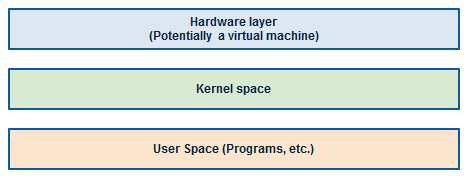 Hardware layer
(Potentially a virtual machine)
Kernel space
User Space (Programs, etc.)